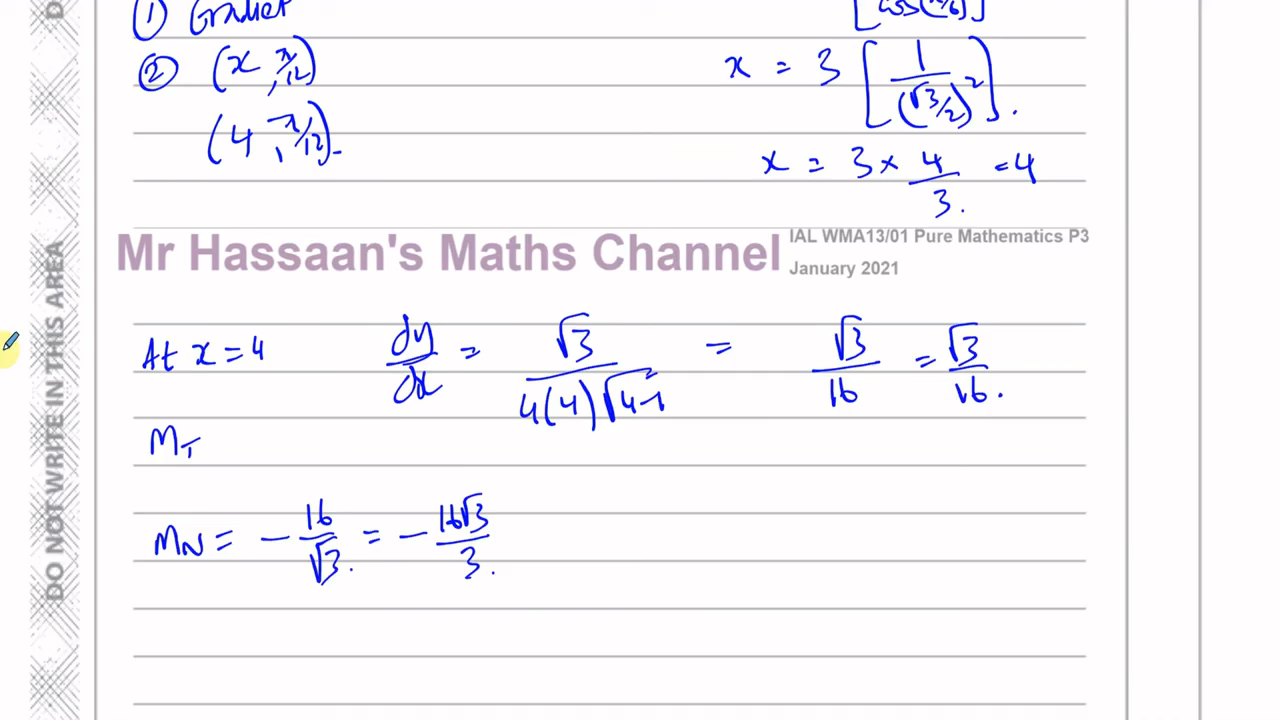 ① Gradient
[cos(π/6)]
② (x, π/12)
x = 3 [1/(√3/2)²].
(4, π/12).
x = 3 × 4/3. = 4
Mr Hassaan's Maths Channel
IAL WMA13/01 Pure Mathematics P3
January 2021
DO NOT WRITE IN THIS AREA
At x = 4 dy/dx = √3/4(4)√4-1 = √3/16 = √3/16.
M_T
M_N = -16/√3. = -16√3/3.